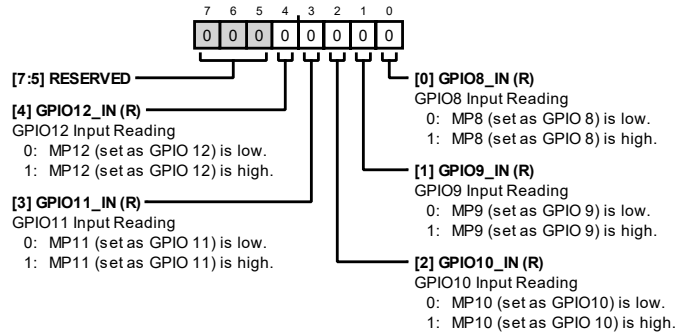 7 6 5 4 3 2 1 0
0 0 0 0 0 0 0 0
[7:5] RESERVED
[4] GPIO12_IN (R)
GPIO12 Input Reading
0: MP12 (set as GPIO 12) is low.
1: MP12 (set as GPIO 12) is high.
[3] GPIO11_IN (R)
GPIO11 Input Reading
0: MP11 (set as GPIO 11) is low.
1: MP11 (set as GPIO 11) is high.
[0] GPIO8_IN (R)
GPIO8 Input Reading
0: MP8 (set as GPIO 8) is low.
1: MP8 (set as GPIO 8) is high.
[1] GPIO9_IN (R)
GPIO9 Input Reading
0: MP9 (set as GPIO 9) is low.
1: MP9 (set as GPIO 9) is high.
[2] GPIO10_IN (R)
GPIO10 Input Reading
0: MP10 (set as GPIO10) is low.
1: MP10 (set as GPIO 10) is high.